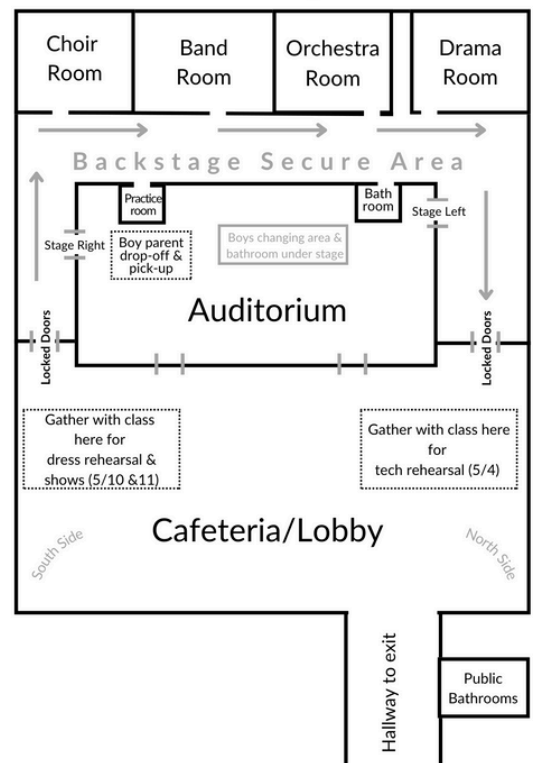 Choir
Room
Band
Room
Orchestra
Room
Drama
Room
Backstage Secure Area
Practice
room
Bath
room
Stage Right
Stage Left
Boy parent
drop-off &
pick-up
Boys changing area &
bathroom under stage
Auditorium
Locked Doors
Locked Doors
Gather with class
here for
dress rehearsal &
shows (5/10 &11)
Gather with class here
for
tech rehearsal (5/4)
Cafeteria/Lobby
South Side
North Side
Hallway to exit
Public
Bathrooms